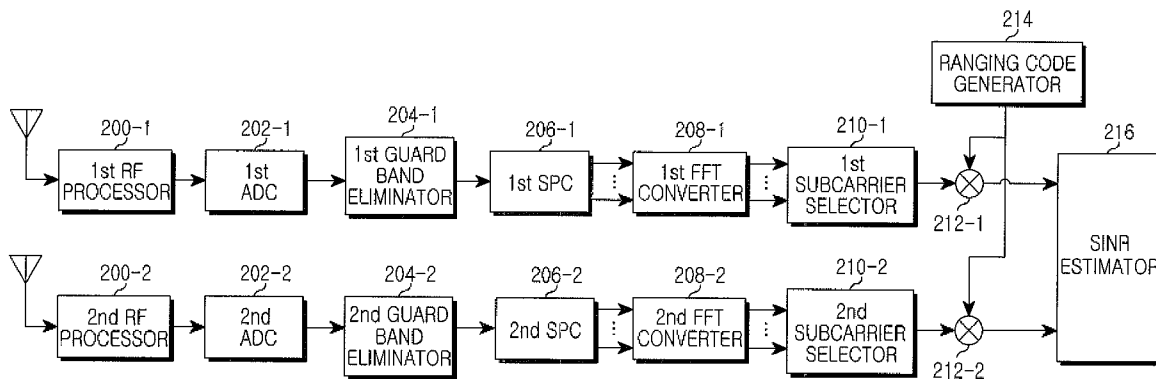 214
RANGING CODE
GENERATOR
200-1
202-1
204-1
206-1
208-1
210-1
216
1st RF
PROCESSOR
1st
ADC
1st GUARD
BAND
ELIMINATOR
1st SPC
1st FFT
CONVERTER
1st
SUBCARRIER
SELECTOR
212-1
SINR
ESTIMATOR
200-2
202-2
204-2
206-2
208-2
210-2
2nd RF
PROCESSOR
2nd
ADC
2nd GUARD
BAND
ELIMINATOR
2nd SPC
2nd FFT
CONVERTER
2nd
SUBCARRIER
SELECTOR
212-2